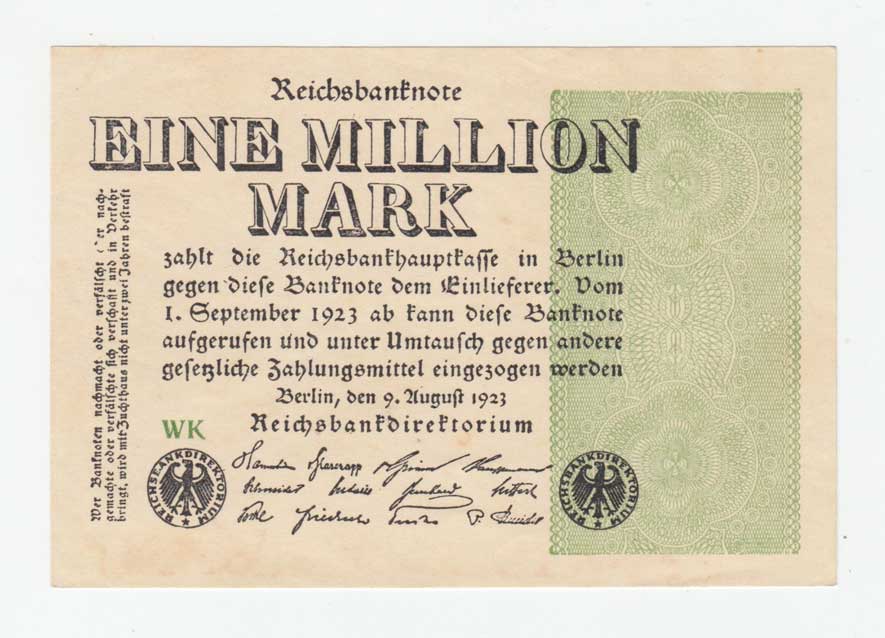 Reichsbanknote
EINE MILLION
MARK
zahlt die Reichsbankhauptkasse in Berlin
gegen diese Banknote dem Einlieferer. Vom
1. September 1923 ab kann diese Banknote
aufgerufen und unter Umtausch gegen andere
gesetzliche Zahlungsmittel eingezogen werden
Berlin, den 9. August 1923
Reichsbankdirektorium
WK
Wer Banknoten nachmacht oder verfälscht oder nach-
gemachte oder verfälschte sich verschafft und in Verkehr
bringt, wird mit Zuchthaus nicht unter zwei Jahren bestraft
REICHSBANKDIREKTORIUM
REICHSBANKDIREKTORIUM